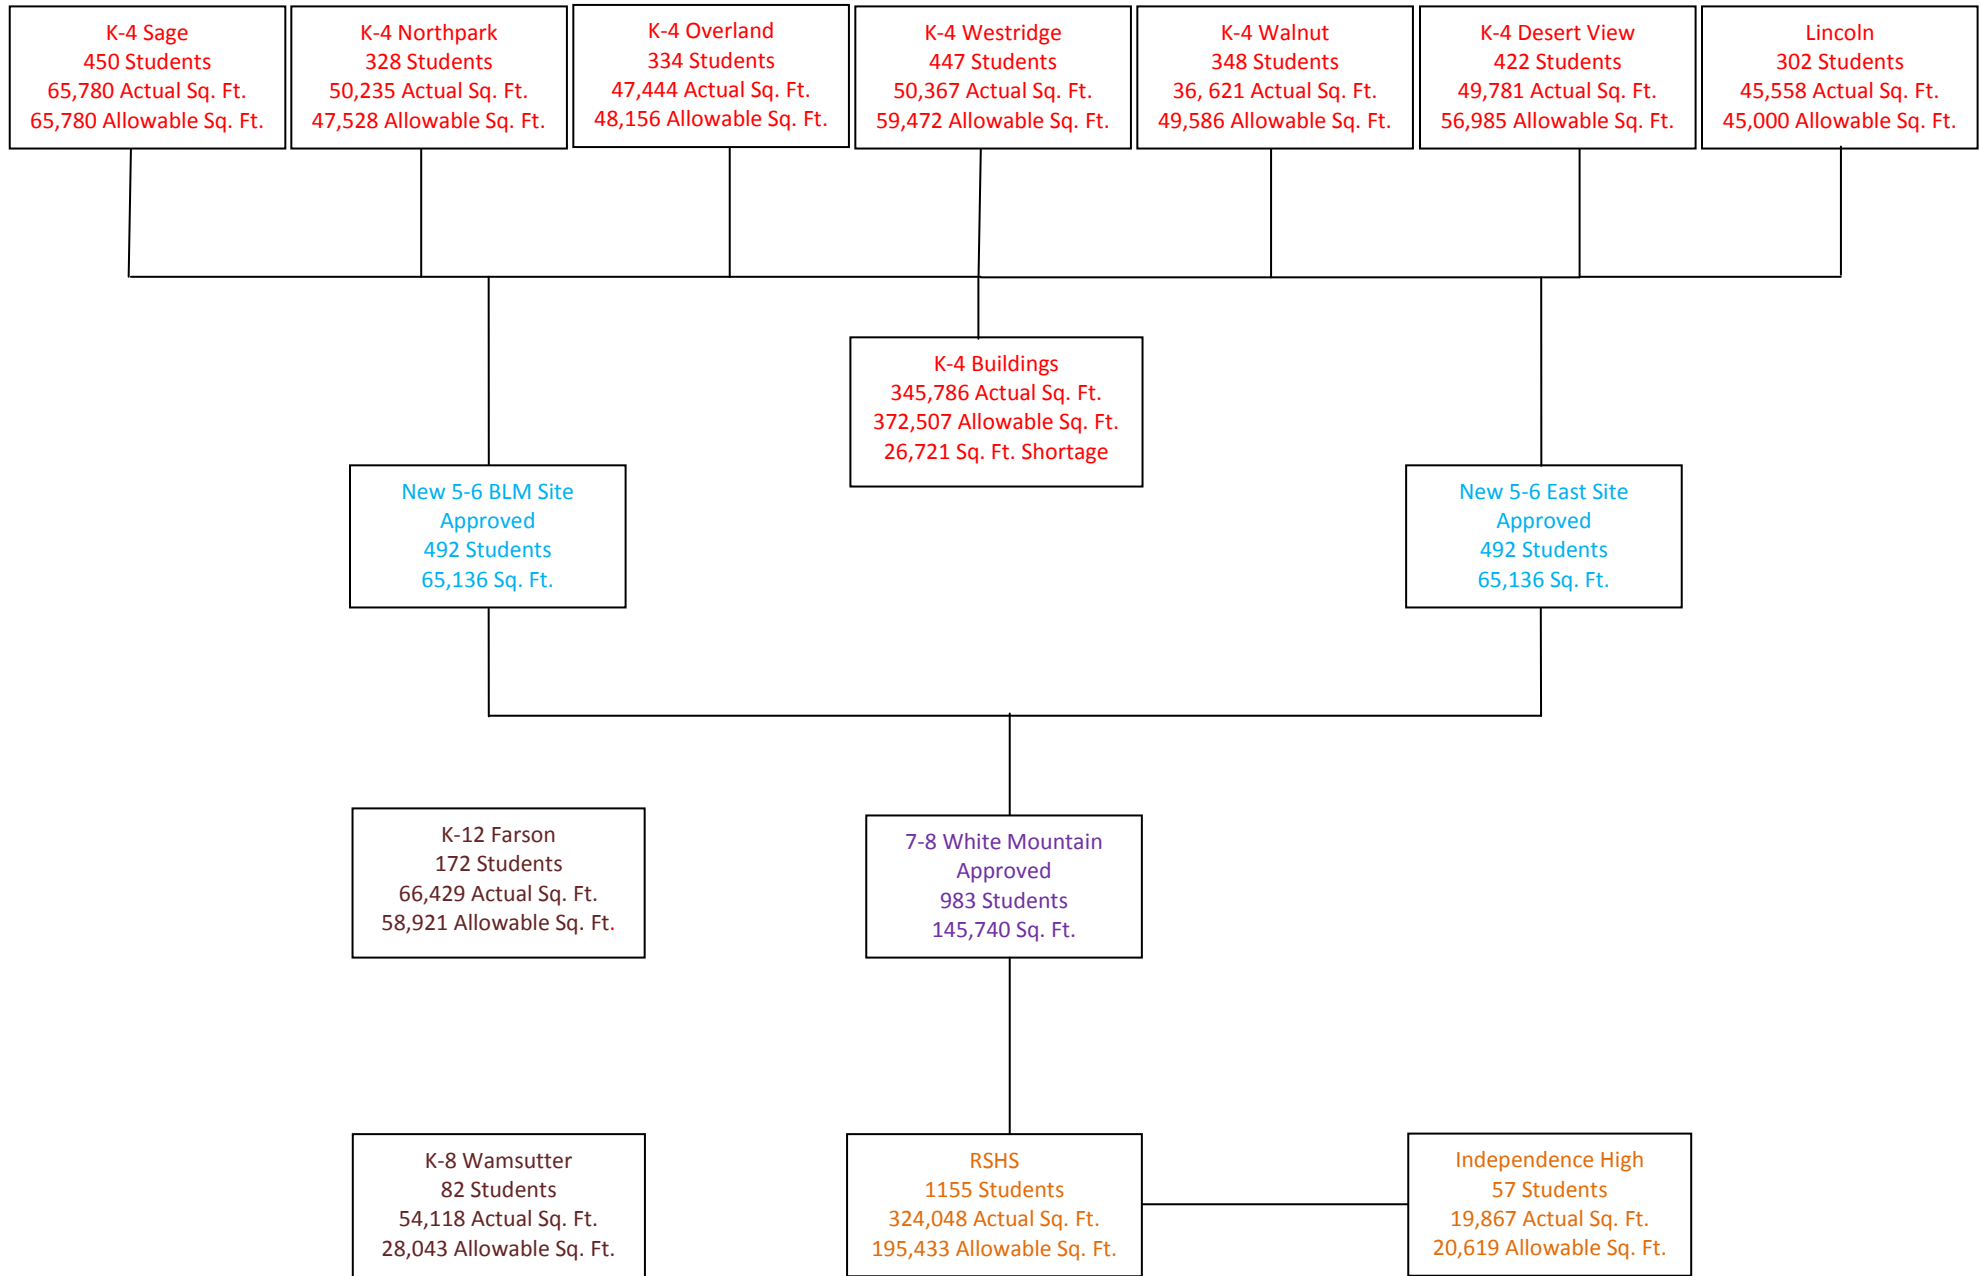 K-4 Sage
450 Students
65,780 Actual Sq. Ft.
65,780 Allowable Sq. Ft.
K-4 Northpark
328 Students
50,235 Actual Sq. Ft.
47,528 Allowable Sq. Ft.
K-4 Overland
334 Students
47,444 Actual Sq. Ft.
48,156 Allowable Sq. Ft.
K-4 Westridge
447 Students
50,367 Actual Sq. Ft.
59,472 Allowable Sq. Ft.
K-4 Walnut
348 Students
36, 621 Actual Sq. Ft.
49,586 Allowable Sq. Ft.
K-4 Desert View
422 Students
49,781 Actual Sq. Ft.
56,985 Allowable Sq. Ft.
Lincoln
302 Students
45,558 Actual Sq. Ft.
45,000 Allowable Sq. Ft.
K-4 Buildings
345,786 Actual Sq. Ft.
372,507 Allowable Sq. Ft.
26,721 Sq. Ft. Shortage
New 5-6 BLM Site
Approved
492 Students
65,136 Sq. Ft.
New 5-6 East Site
Approved
492 Students
65,136 Sq. Ft.
K-12 Farson
172 Students
66,429 Actual Sq. Ft.
58,921 Allowable Sq. Ft.
7-8 White Mountain
Approved
983 Students
145,740 Sq. Ft.
K-8 Wamsutter
82 Students
54,118 Actual Sq. Ft.
28,043 Allowable Sq. Ft.
RSHS
1155 Students
324,048 Actual Sq. Ft.
195,433 Allowable Sq. Ft.
Independence High
57 Students
19,867 Actual Sq. Ft.
20,619 Allowable Sq. Ft.